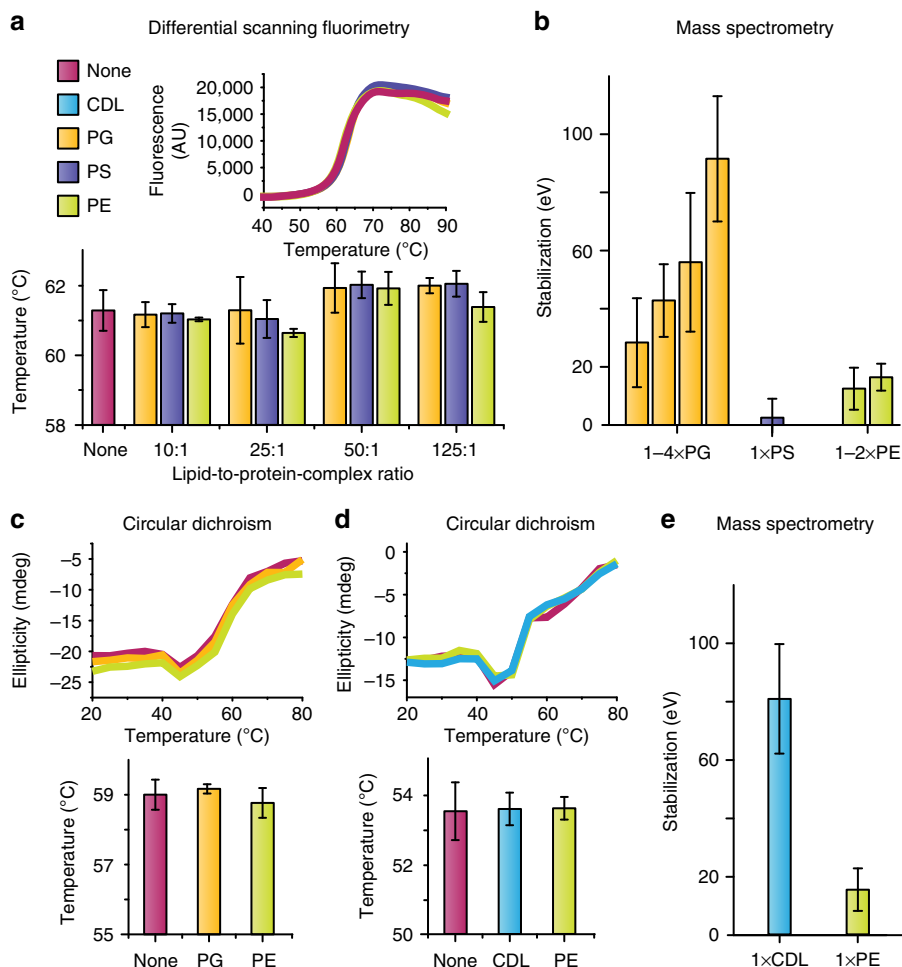 a
Differential scanning fluorimetry
None
CDL
PG
PS
PE
Fluorescence
(AU)
20,000
15,000
10,000
5,000
0
40 50 60 70 80 90
Temperature (°C)
Temperature (°C)
62
60
58
None 10:1 25:1 50:1 125:1
Lipid-to-protein-complex ratio
b
Mass spectrometry
Stabilization (eV)
100
60
20
0
1–4×PG 1×PS 1–2×PE
c
Circular dichroism
Ellipticity (mdeg)
–5
–10
–15
–20
–25
20 40 60 80
Temperature (°C)
Temperature (°C)
59
57
55
None PG PE
d
Circular dichroism
Ellipticity (mdeg)
0
–5
–10
–15
20 40 60 80
Temperature (°C)
Temperature (°C)
54
52
50
None CDL PE
e
Mass spectrometry
Stabilization (eV)
100
60
20
0
1×CDL 1×PE